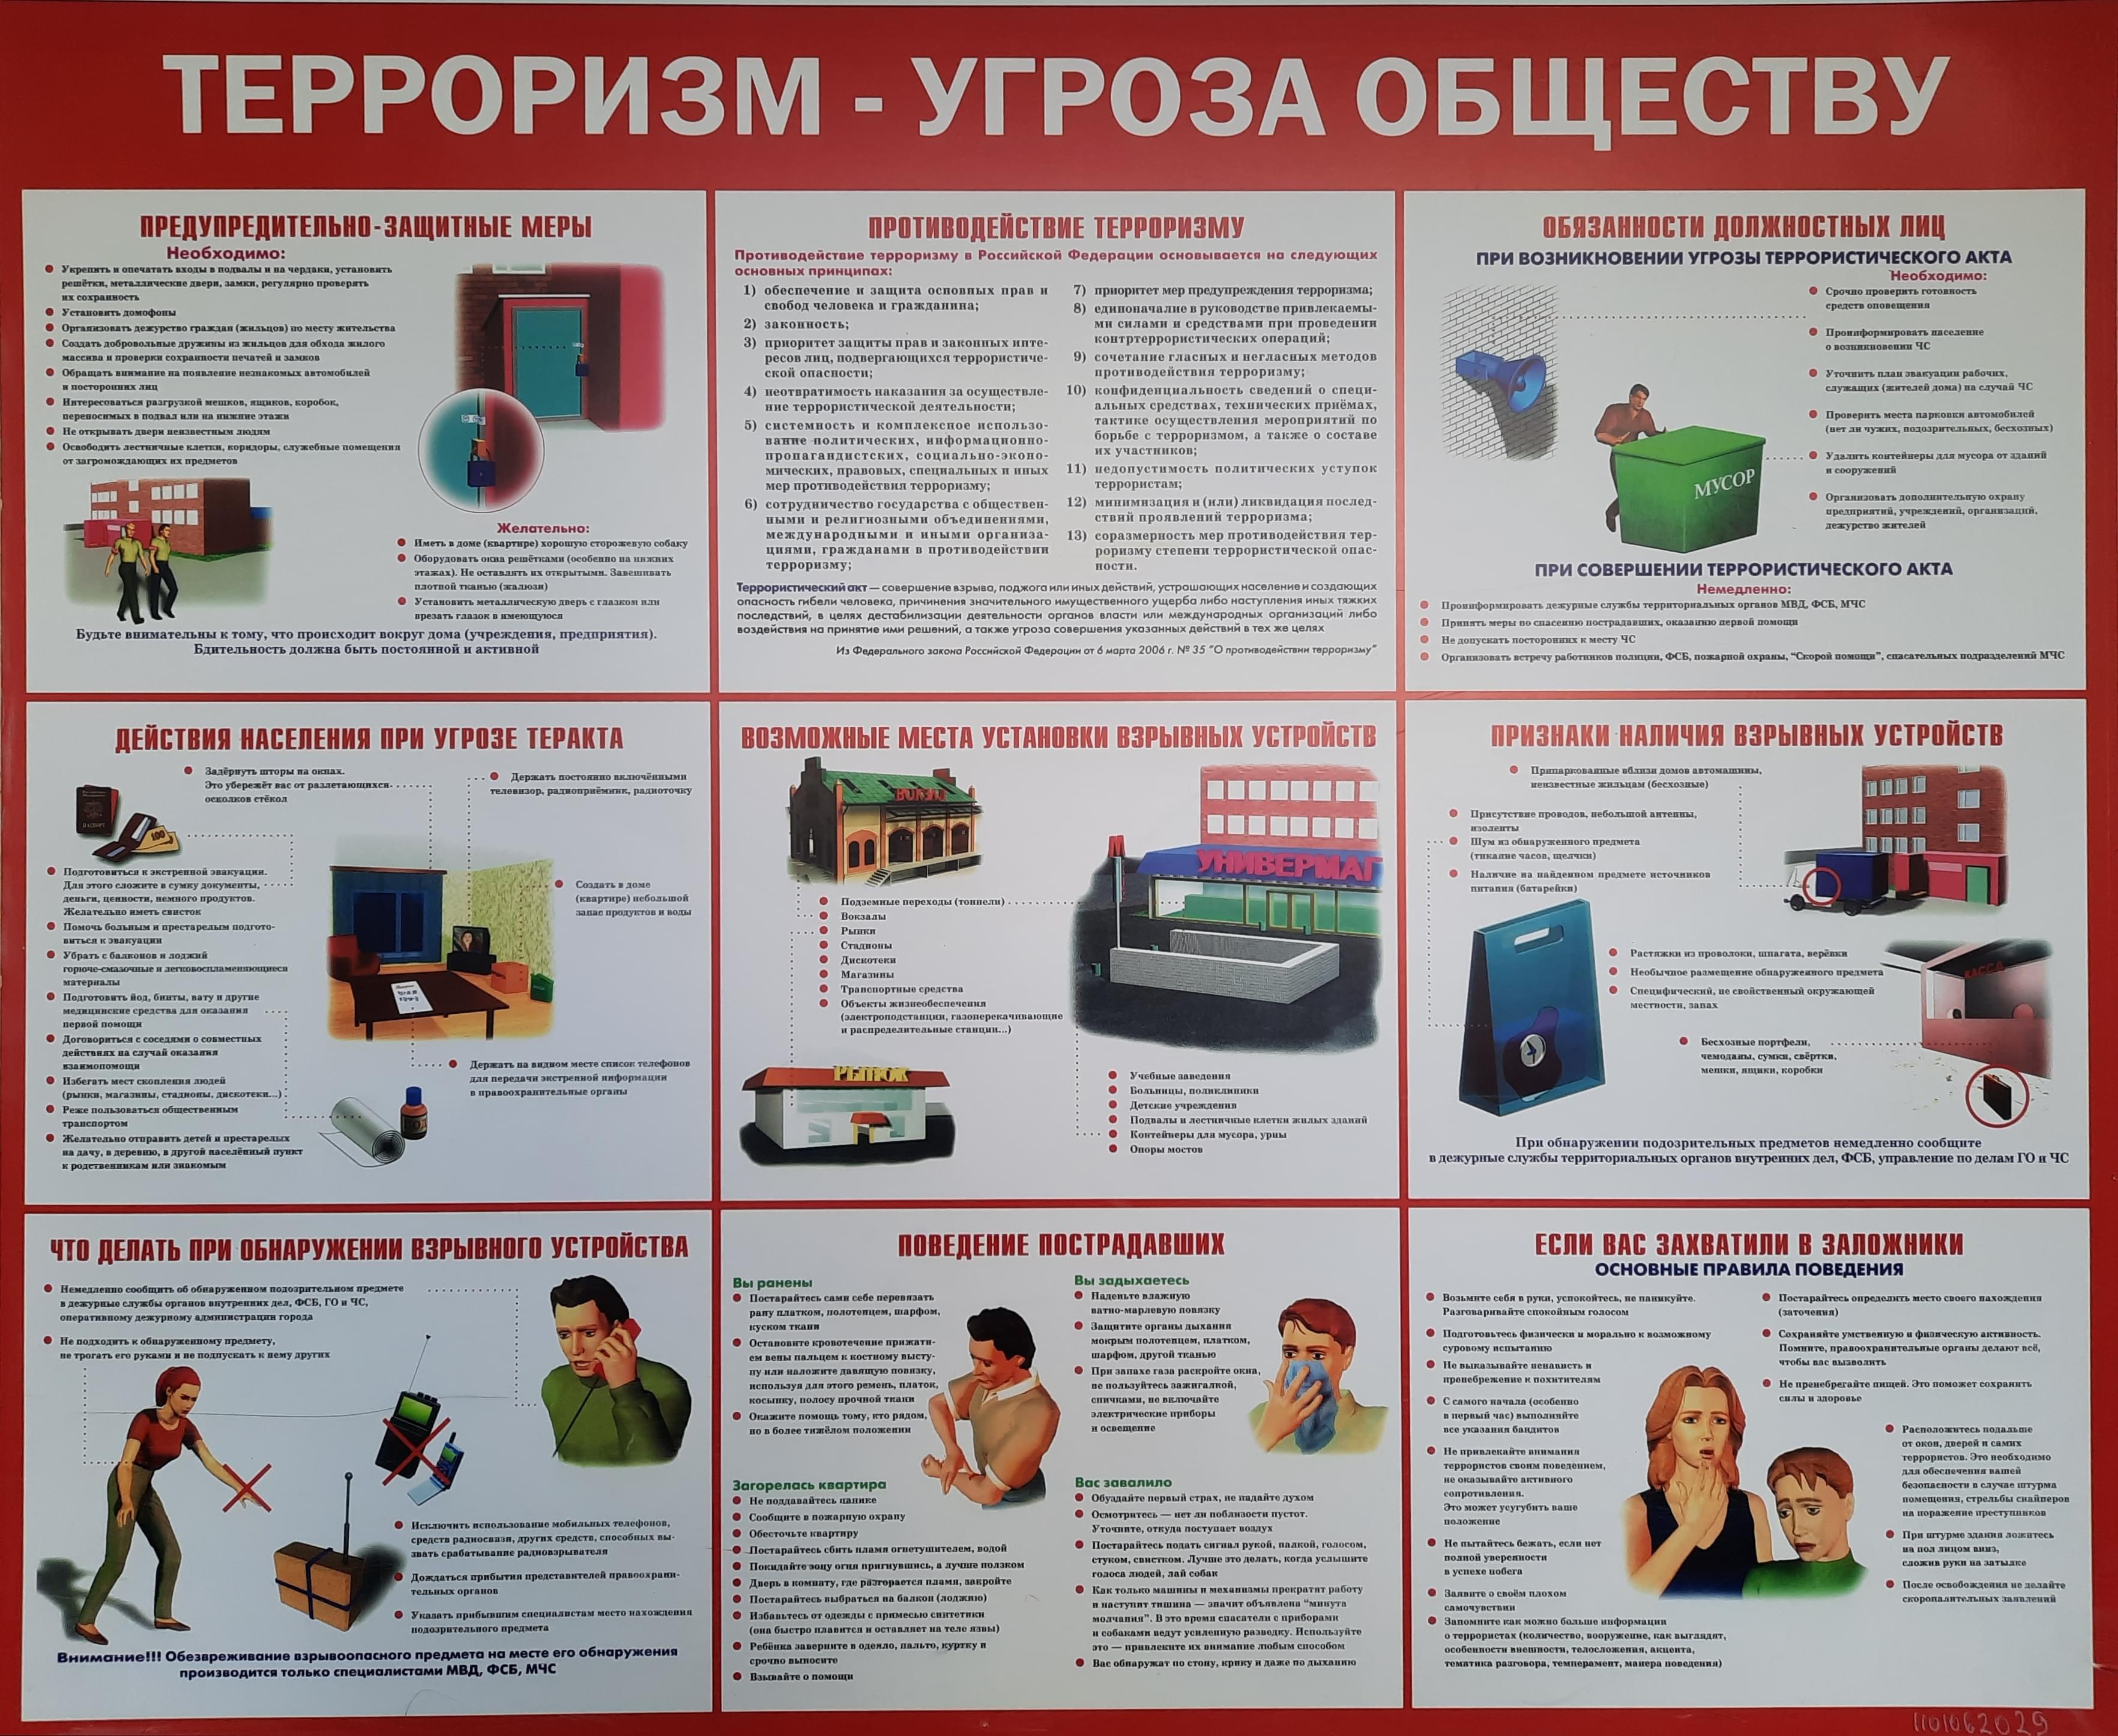 ТЕРРОРИЗМ - УГРОЗА ОБЩЕСТВУ
ПРЕДУПРЕДИТЕЛЬНО-ЗАЩИТНЫЕ МЕРЫ
Необходимо:
Укрепить и опечатать входы в подвалы и на чердаки, установить
решётки, металлические двери, замки, регулярно проверять
их сохранность
Установить домофоны
Организовать дежурство граждан (жильцов) по месту жительства
Создать добровольные дружины из жильцов для обхода жилого
массива и проверки сохранности печатей и замков
Обращать внимание на появление незнакомых автомобилей
и посторонних лиц
Интересоваться разгрузкой мешков, ящиков, коробок,
переносимых в подвал или на нижние этажи
Не открывать двери неизвестным людям
Освободить лестничные клетки, коридоры, служебные помещения
от загромождающих их предметов
Желательно:
Иметь в доме (квартире) хорошую сторожевую собаку
Оборудовать окна решётками (особенно на нижних
этажах). Не оставлять их открытыми. Завешивать
плотной тканью (жалюзи)
Установить металлическую дверь с глазком или
врезать глазок в имеющуюся
Будьте внимательны к тому, что происходит вокруг дома (учреждения, предприятия).
Бдительность должна быть постоянной и активной
ПРОТИВОДЕЙСТВИЕ ТЕРРОРИЗМУ
Противодействие терроризму в Российской Федерации основывается на следующих
основных принципах:
1) обеспечение и защита основных прав и
свобод человека и гражданина;
2) законность;
3) приоритет защиты прав и законных инте-
ресов лиц, подвергающихся террористиче-
ской опасности;
4) неотвратимость наказания за осуществле-
ние террористической деятельности;
5) системность и комплексное использо-
вание политических, информационно-
пропагандистских, социально-эконо-
мических, правовых, специальных и иных
мер противодействия терроризму;
6) сотрудничество государства с обществен-
ными и религиозными объединениями,
международными и иными организа-
циями, гражданами в противодействии
терроризму;
7) приоритет мер предупреждения терроризма;
8) единоначалие в руководстве привлекаемы-
ми силами и средствами при проведении
контртеррористических операций;
9) сочетание гласных и негласных методов
противодействия терроризму;
10) конфиденциальность сведений о специ-
альных средствах, технических приёмах,
тактике осуществления мероприятий по
борьбе с терроризмом, а также о составе
их участников;
11) недопустимость политических уступок
террористам;
12) минимизация и (или) ликвидация послед-
ствий проявлений терроризма;
13) соразмерность мер противодействия тер-
роризму степени террористической опас-
ности.
Террористический акт — совершение взрыва, поджога или иных действий, устрашающих население и создающих
опасность гибели человека, причинения значительного имущественного ущерба либо наступления иных тяжких
последствий, в целях дестабилизации деятельности органов власти или международных организаций либо
воздействия на принятие ими решений, а также угроза совершения указанных действий в тех же целях
Из Федерального закона Российской Федерации от 6 марта 2006 г. № 35 "О противодействии терроризму"
ОБЯЗАННОСТИ ДОЛЖНОСТНЫХ ЛИЦ
ПРИ ВОЗНИКНОВЕНИИ УГРОЗЫ ТЕРРОРИСТИЧЕСКОГО АКТА
Необходимо:
Срочно проверить готовность
средств оповещения
Проинформировать население
о возникновении ЧС
Уточнить план эвакуации рабочих,
служащих (жителей дома) на случай ЧС
Проверить места парковки автомобилей
(нет ли чужих, подозрительных, бесхозных)
Удалить контейнеры для мусора от зданий
и сооружений
Организовать дополнительную охрану
предприятий, учреждений, организаций,
дежурство жителей
МУСОР
ПРИ СОВЕРШЕНИИ ТЕРРОРИСТИЧЕСКОГО АКТА
Немедленно:
Проинформировать дежурные службы территориальных органов МВД, ФСБ, МЧС
Принять меры по спасению пострадавших, оказанию первой помощи
Не допускать посторонних к месту ЧС
Организовать встречу работников полиции, ФСБ, пожарной охраны, "Скорой помощи", спасательных подразделений МЧС
ДЕЙСТВИЯ НАСЕЛЕНИЯ ПРИ УГРОЗЕ ТЕРАКТА
Задёрнуть шторы на окнах.
Это убережёт вас от разлетающихся
осколков стёкол
Держать постоянно включёнными
телевизор, радиоприёмник, радиоточку
ПАСПОРТ
100
Подготовиться к экстренной эвакуации.
Для этого сложите в сумку документы,
деньги, ценности, немного продуктов.
Желательно иметь свисток
Помочь больным и престарелым подгото-
виться к эвакуации
Убрать с балконов и лоджий
горюче-смазочные и легковоспламеняющиеся
материалы
Подготовить йод, бинты, вату и другие
медицинские средства для оказания
первой помощи
Договориться с соседями о совместных
действиях на случай оказания
взаимопомощи
Избегать мест скопления людей
(рынки, магазины, стадионы, дискотеки...)
Реже пользоваться общественным
транспортом
Желательно отправить детей и престарелых
на дачу, в деревню, в другой населённый пункт
к родственникам или знакомым
Создать в доме
(квартире) небольшой
запас продуктов и воды
Держать на видном месте список телефонов
для передачи экстренной информации
в правоохранительные органы
ВОЗМОЖНЫЕ МЕСТА УСТАНОВКИ ВЗРЫВНЫХ УСТРОЙСТВ
ВОКЗАЛ
УНИВЕРМАГ
М
Подземные переходы (тоннели)
Вокзалы
Рынки
Стадионы
Дискотеки
Магазины
Транспортные средства
Объекты жизнеобеспечения
(электроподстанции, газоперекачивающие
и распределительные станции...)
РЫНОК
Учебные заведения
Больницы, поликлиники
Детские учреждения
Подвалы и лестничные клетки жилых зданий
Контейнеры для мусора, урны
Опоры мостов
ПРИЗНАКИ НАЛИЧИЯ ВЗРЫВНЫХ УСТРОЙСТВ
Припаркованные вблизи домов автомашины,
неизвестные жильцам (бесхозные)
Присутствие проводов, небольшой антенны,
изоленты
Шум из обнаруженного предмета
(тикание часов, щелчки)
Наличие на найденном предмете источников
питания (батарейки)
Растяжки из проволоки, шпагата, верёвки
Необычное размещение обнаруженного предмета
Специфический, не свойственный окружающей
местности, запах
КАССА
Бесхозные портфели,
чемоданы, сумки, свёртки,
мешки, ящики, коробки
При обнаружении подозрительных предметов немедленно сообщите
в дежурные службы территориальных органов внутренних дел, ФСБ, управление по делам ГО и ЧС
ЧТО ДЕЛАТЬ ПРИ ОБНАРУЖЕНИИ ВЗРЫВНОГО УСТРОЙСТВА
Немедленно сообщить об обнаруженном подозрительном предмете
в дежурные службы органов внутренних дел, ФСБ, ГО и ЧС,
оперативному дежурному администрации города
Не подходить к обнаруженному предмету,
не трогать его руками и не подпускать к нему других
Исключить использование мобильных телефонов,
средств радиосвязи, других средств, способных вы-
звать срабатывание радиовзрывателя
Дождаться прибытия представителей правоохрани-
тельных органов
Указать прибывшим специалистам место нахождения
подозрительного предмета
Внимание!!! Обезвреживание взрывоопасного предмета на месте его обнаружения
производится только специалистами МВД, ФСБ, МЧС
ПОВЕДЕНИЕ ПОСТРАДАВШИХ
Вы ранены
Постарайтесь сами себе перевязать
рану платком, полотенцем, шарфом,
куском ткани
Остановите кровотечение прижати-
ем вены пальцем к костному высту-
пу или наложите давящую повязку,
используя для этого ремень, платок,
косынку, полосу прочной ткани
Окажите помощь тому, кто рядом,
но в более тяжёлом положении
Вы задыхаетесь
Наденьте влажную
ватно-марлевую повязку
Защитите органы дыхания
мокрым полотенцем, платком,
шарфом, другой тканью
При запахе газа раскройте окна,
не пользуйтесь зажигалкой,
спичками, не включайте
электрические приборы
и освещение
Загорелась квартира
Не поддавайтесь панике
Сообщите в пожарную охрану
Обесточьте квартиру
Постарайтесь сбить пламя огнетушителем, водой
Покидайте зону огня пригнувшись, а лучше ползком
Дверь в комнату, где разгорается пламя, закройте
Постарайтесь выбраться на балкон (лоджию)
Избавьтесь от одежды с примесью синтетики
(она быстро плавится и оставляет на теле язвы)
Ребёнка заверните в одеяло, пальто, куртку и
срочно выносите
Взывайте о помощи
Вас завалило
Обуздайте первый страх, не падайте духом
Осмотритесь — нет ли поблизости пустот.
Уточните, откуда поступает воздух
Постарайтесь подать сигнал рукой, палкой, голосом,
стуком, свистком. Лучше это делать, когда услышите
голоса людей, лай собак
Как только машины и механизмы прекратят работу
и наступит тишина — значит объявлена "минута
молчания". В это время спасатели с приборами
и собаками ведут усиленную разведку. Используйте
это — привлеките их внимание любым способом
Вас обнаружат по стону, крику и даже по дыханию
ЕСЛИ ВАС ЗАХВАТИЛИ В ЗАЛОЖНИКИ
ОСНОВНЫЕ ПРАВИЛА ПОВЕДЕНИЯ
Возьмите себя в руки, успокойтесь, не паникуйте.
Разговаривайте спокойным голосом
Подготовьтесь физически и морально к возможному
суровому испытанию
Не выказывайте ненависть и
пренебрежение к похитителям
С самого начала (особенно
в первый час) выполняйте
все указания бандитов
Не привлекайте внимания
террористов своим поведением,
не оказывайте активного
сопротивления.
Это может усугубить ваше
положение
Не пытайтесь бежать, если нет
полной уверенности
в успехе побега
Заявите о своём плохом
самочувствии
Запомните как можно больше информации
о террористах (количество, вооружение, как выглядят,
особенности внешности, телосложения, акцента,
тематика разговора, темперамент, манера поведения)
Постарайтесь определить место своего нахождения
(заточения)
Сохраняйте умственную и физическую активность.
Помните, правоохранительные органы делают всё,
чтобы вас вызволить
Не пренебрегайте пищей. Это поможет сохранить
силы и здоровье
Расположитесь подальше
от окон, дверей и самих
террористов. Это необходимо
для обеспечения вашей
безопасности в случае штурма
помещения, стрельбы снайперов
на поражение преступников
При штурме здания ложитесь
на пол лицом вниз,
сложив руки на затылке
После освобождения не делайте
скоропалительных заявлений
1101062029